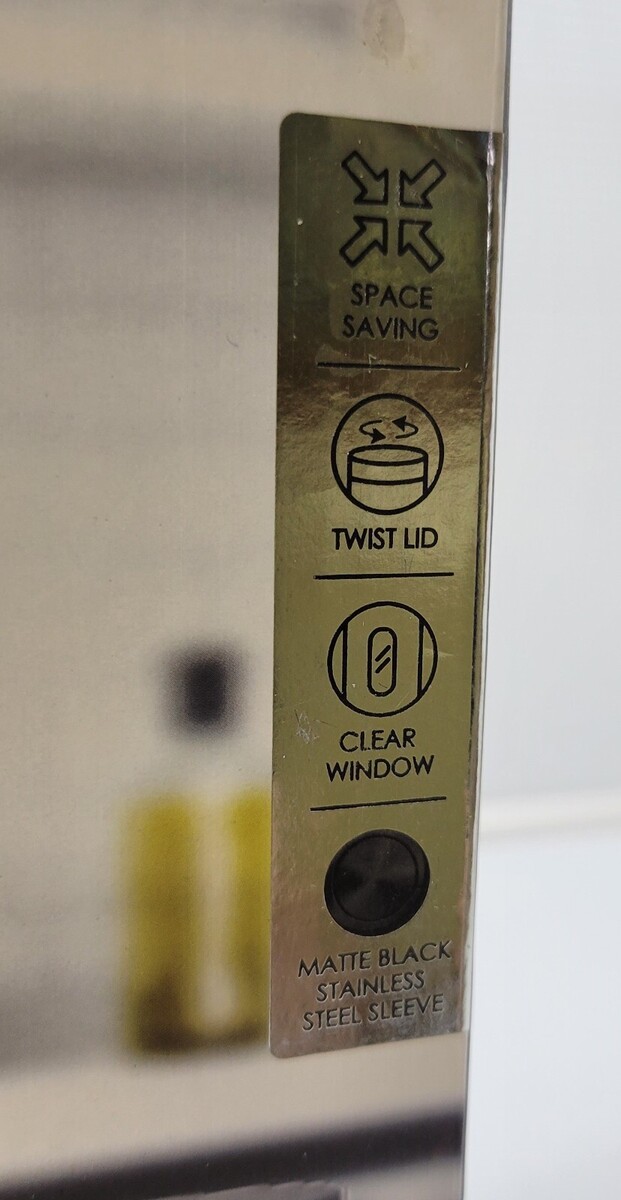 SPACE
SAVING
TWIST LID
CLEAR
WINDOW
MATTE BLACK
STAINLESS
STEEL SLEEVE